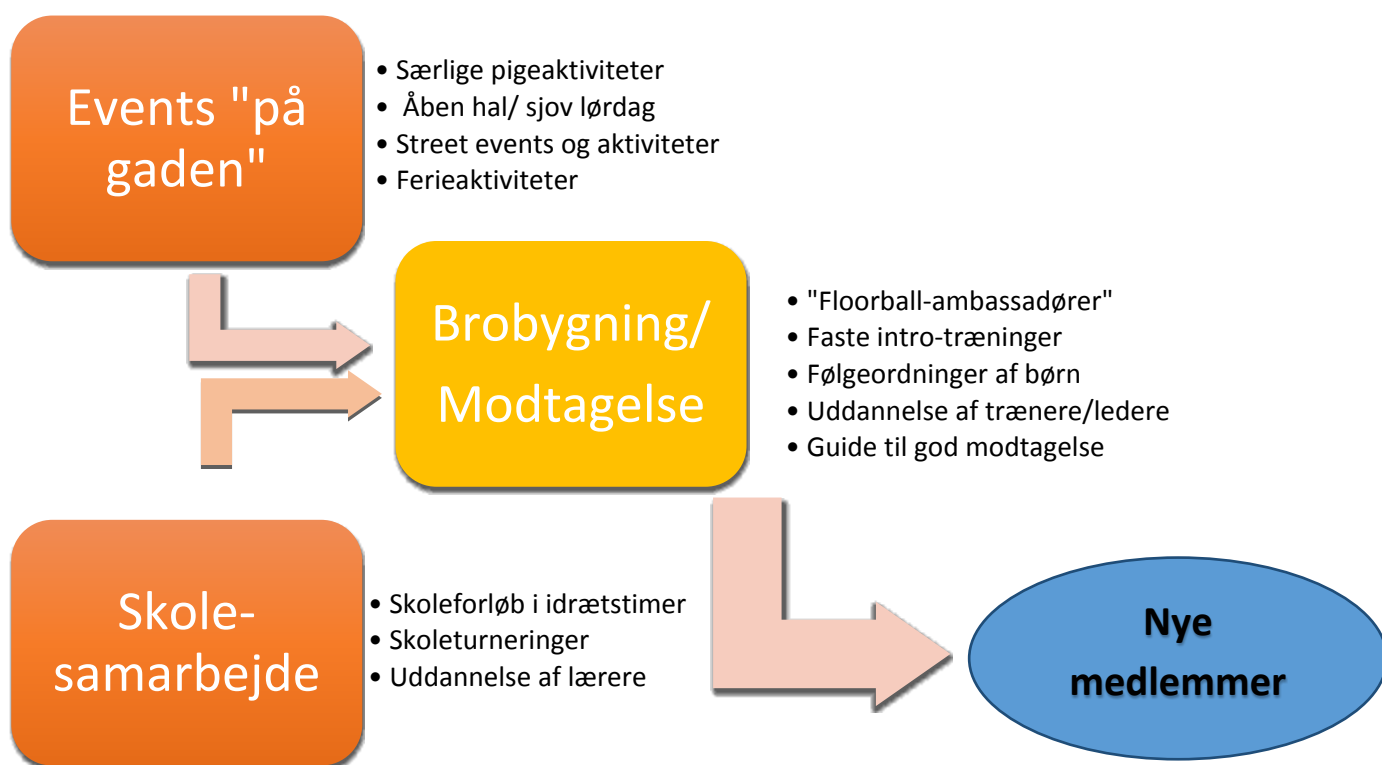 Events "på
gaden"
• Særlige pigeaktiviteter
• Åben hal/ sjov lørdag
• Street events og aktiviteter
• Ferieaktiviteter
Brobygning/
Modtagelse
• "Floorball-ambassadører"
• Faste intro-træninger
• Følgeordninger af børn
• Uddannelse af trænere/ledere
• Guide til god modtagelse
Skole-
samarbejde
• Skoleforløb i idrætstimer
• Skoleturneringer
• Uddannelse af lærere
Nye
medlemmer